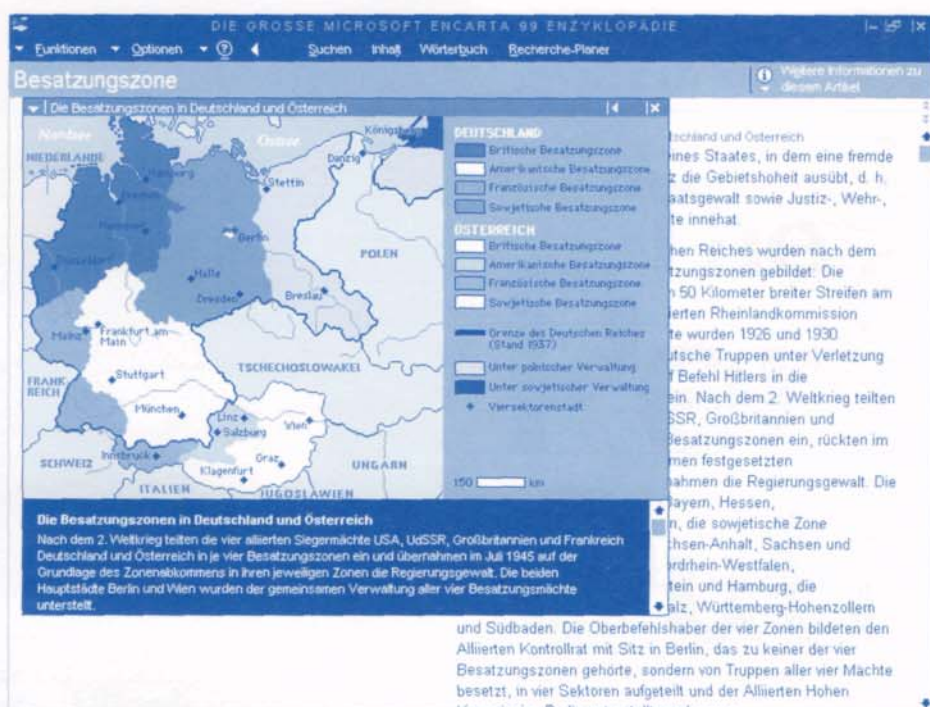 DIE GROSSE MICROSOFT ENCARTA 99 ENZYKLOPÄDIE
Funktionen Optionen ? Suchen Inhalt Wörterbuch Recherche-Planer
Besatzungszone
Weitere Informationen zu
diesem Artikel
Die Besatzungszonen in Deutschland und Österreich
Nordsee
Ostsee
Königsberg
NIEDERLANDE
Hamburg
Danzig
Stettin
Bremen
Hannover
Berlin
POLEN
Düsseldorf
Halle
Dresden
Breslau
Mainz
Frankfurt am
Main
TSCHECHOSLOWAKEI
FRANK
REICH
Stuttgart
München
Linz
Wien
Salzburg
SCHWEIZ
Innsbruck
Graz
Klagenfurt
UNGARN
ITALIEN
JUGOSLAWIEN
DEUTSCHLAND
Britische Besatzungszone
Amerikanische Besatzungszone
Französische Besatzungszone
Sowjetische Besatzungszone
ÖSTERREICH
Britische Besatzungszone
Amerikanische Besatzungszone
Französische Besatzungszone
Sowjetische Besatzungszone
Grenze des Deutschen Reiches
(Stand 1937)
Unter polnischer Verwaltung
Unter sowjetischer Verwaltung
Viersektorenstadt
150 km
Die Besatzungszonen in Deutschland und Österreich
Nach dem 2. Weltkrieg teilten die vier alliierten Siegermächte USA, UdSSR, Großbritannien und Frankreich
Deutschland und Österreich in je vier Besatzungszonen ein und übernahmen im Juli 1945 auf der
Grundlage des Zonenabkommens in ihren jeweiligen Zonen die Regierungsgewalt. Die beiden
Hauptstädte Berlin und Wien wurden der gemeinsamen Verwaltung aller vier Besatzungsmächte
unterstellt.
tschland und Österreich
ines Staates, in dem eine fremde
z die Gebietshoheit ausübt, d. h.
aatsgewalt sowie Justiz-, Wehr-,
te innehat.
hen Reiches wurden nach dem
tzungszonen gebildet: Die
n 50 Kilometer breiter Streifen am
ierten Rheinlandkommission
te wurden 1926 und 1930
utsche Truppen unter Verletzung
f Befehl Hitlers in die
ein. Nach dem 2. Weltkrieg teilten
SSR, Großbritannien und
Besatzungszonen ein, rückten im
men festgesetzten
nahmen die Regierungsgewalt. Die
Bayern, Hessen,
n, die sowjetische Zone
chsen-Anhalt, Sachsen und
ordrhein-Westfalen,
tein und Hamburg, die
alz, Württemberg-Hohenzollern
und Südbaden. Die Oberbefehlshaber der vier Zonen bildeten den
Alliierten Kontrollrat mit Sitz in Berlin, das zu keiner der vier
Besatzungszonen gehörte, sondern von Truppen aller vier Mächte
besetzt, in vier Sektoren aufgeteilt und der Alliierten Hohen